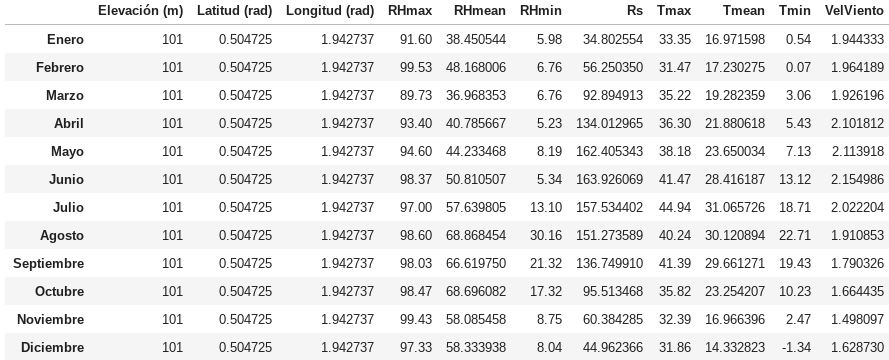 Elevación (m) Latitud (rad) Longitud (rad) RHmax RHmean RHmin Rs Tmax Tmean Tmin VelViento
Enero 101 0.504725 1.942737 91.60 38.450544 5.98 34.802554 33.35 16.971598 0.54 1.944333
Febrero 101 0.504725 1.942737 99.53 48.168006 6.76 56.250350 31.47 17.230275 0.07 1.964189
Marzo 101 0.504725 1.942737 89.73 36.968353 6.76 92.894913 35.22 19.282359 3.06 1.926196
Abril 101 0.504725 1.942737 93.40 40.785667 5.23 134.012965 36.30 21.880618 5.43 2.101812
Mayo 101 0.504725 1.942737 94.60 44.233468 8.19 162.405343 38.18 23.650034 7.13 2.113918
Junio 101 0.504725 1.942737 98.37 50.810507 5.34 163.926069 41.47 28.416187 13.12 2.154986
Julio 101 0.504725 1.942737 97.00 57.639805 13.10 157.534402 44.94 31.065726 18.71 2.022204
Agosto 101 0.504725 1.942737 98.60 68.868454 30.16 151.273589 40.24 30.120894 22.71 1.910853
Septiembre 101 0.504725 1.942737 98.03 66.619750 21.32 136.749910 41.39 29.661271 19.43 1.790326
Octubre 101 0.504725 1.942737 98.47 68.696082 17.32 95.513468 35.82 23.254207 10.23 1.664435
Noviembre 101 0.504725 1.942737 99.43 58.085458 8.75 60.384285 32.39 16.966396 2.47 1.498097
Diciembre 101 0.504725 1.942737 97.33 58.333938 8.04 44.962366 31.86 14.332823 -1.34 1.628730